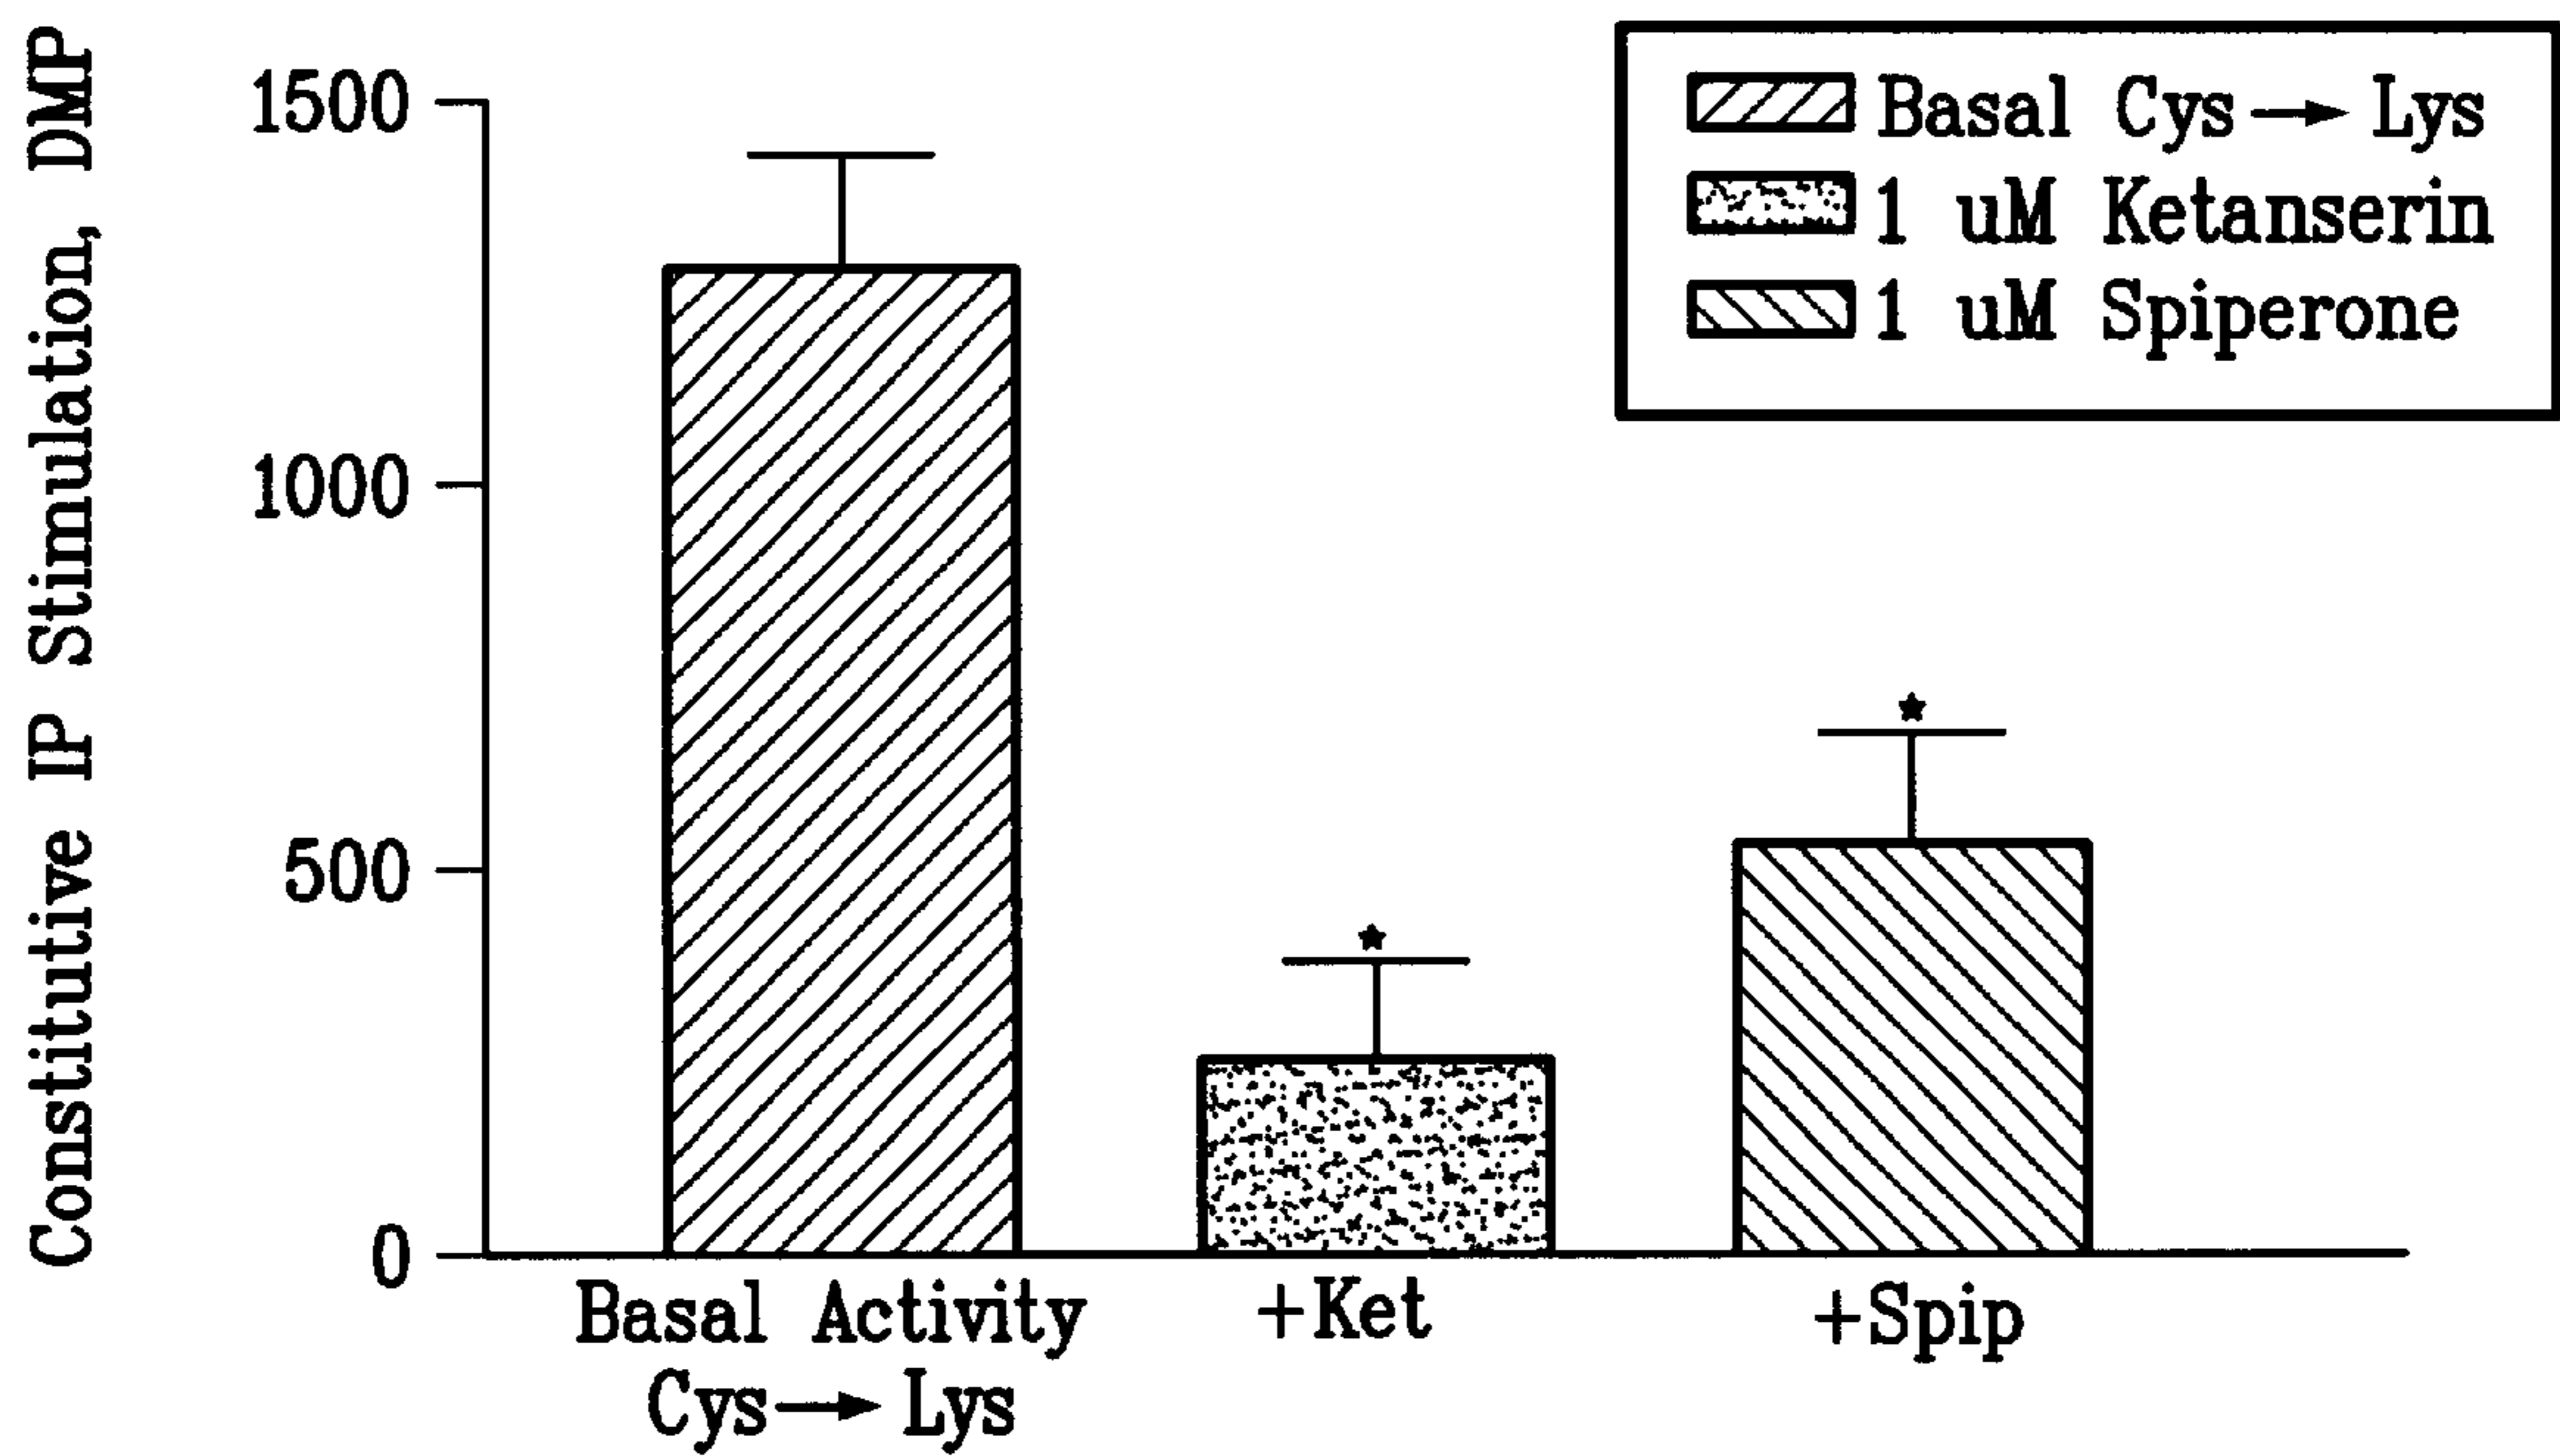 Constitutive IP Stimulation, DMP
1500
1000
500
0
Basal Cys → Lys
1 uM Ketanserin
1 uM Spiperone
★
★
Basal Activity
Cys → Lys
+Ket
+Spip